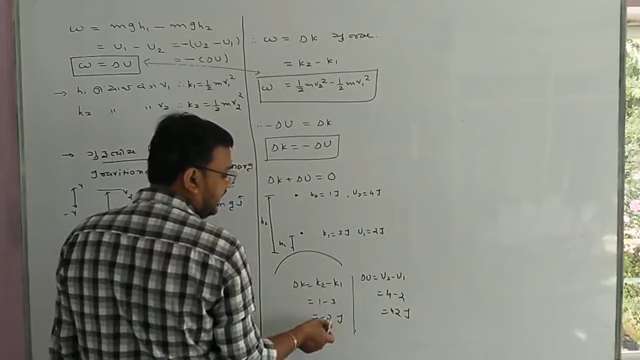 ω = mgh₁ - mgh₂
= U₁ - U₂ = -(U₂ - U₁)
ω = ΔU = -(ΔU)
→ h₁ v₁ ∴ k₁ = ½mv₁²
h₂ " " v₂ ∴ k₂ = ½mv₂²
→
∴ ω = Δk
= k₂ - k₁
ω = ½mv₂² - ½mv₁²
∴ -ΔU = Δk
Δk = -ΔU
Δk + ΔU = 0
k₂ = 1J, U₂ = 4J
h₂
k₁ = 3J, U₁ = 2J
h₁
Δk = k₂ - k₁
= 1 - 3
= -2 J
ΔU = U₂ - U₁
= 4 - 2
= +2 J